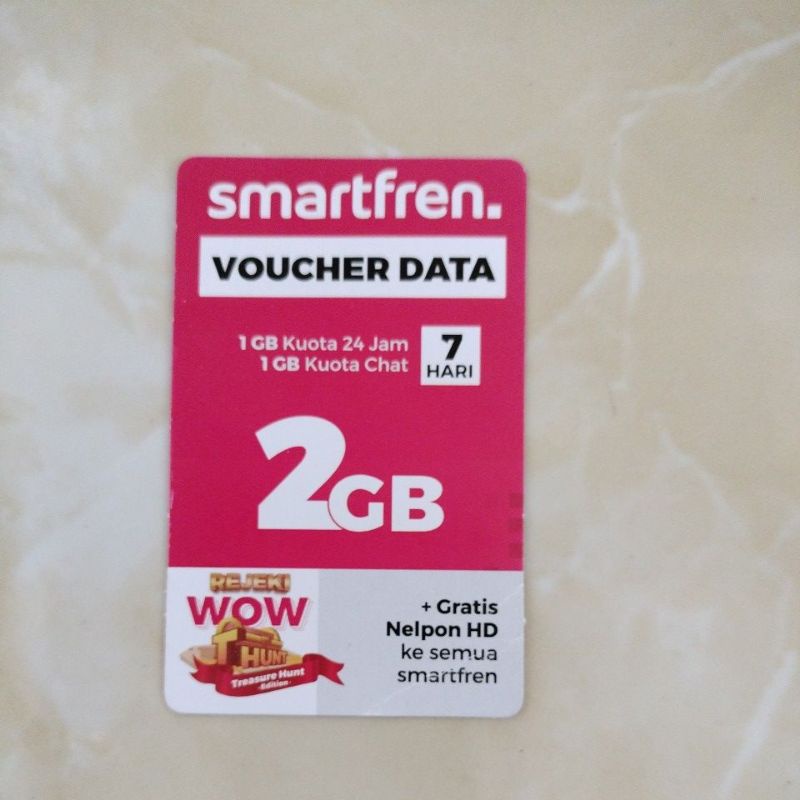 smartfren.
VOUCHER DATA
1 GB Kuota 24 Jam
1 GB Kuota Chat
7
HARI
2GB
REJEKI
WOW
T HUNT
Treasure Hunt
-Edition-
+ Gratis
Nelpon HD
ke semua
smartfren